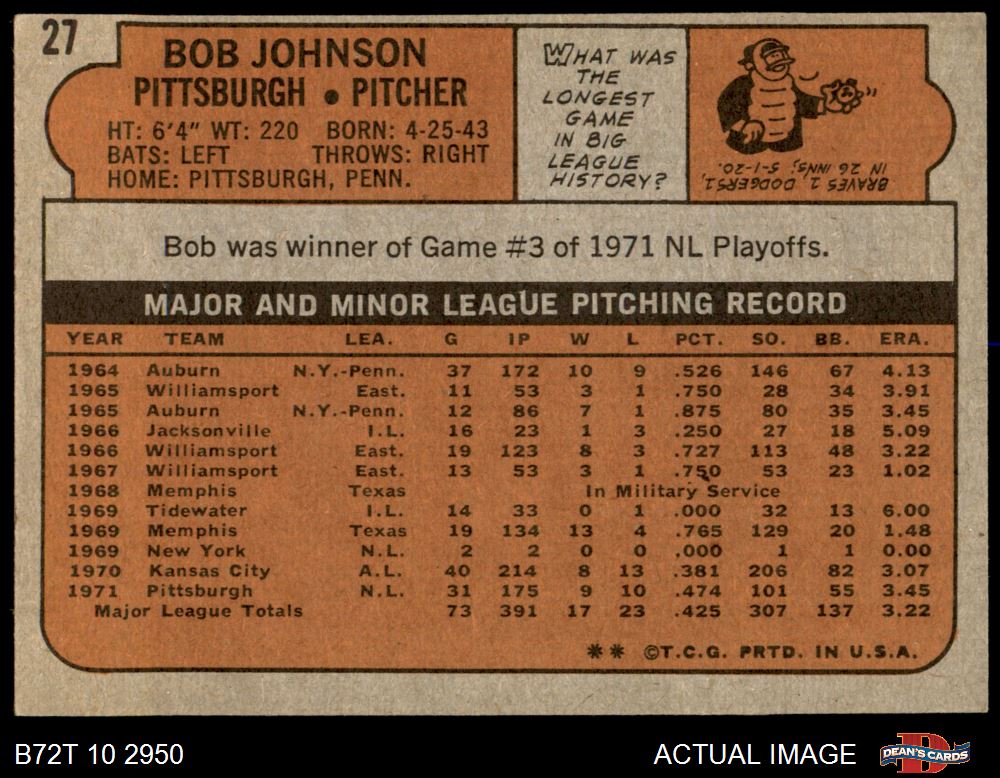 27
BOB JOHNSON
PITTSBURGH • PITCHER
HT: 6'4" WT: 220 BORN: 4-25-43
BATS: LEFT THROWS: RIGHT
HOME: PITTSBURGH, PENN.
WHAT WAS
THE
LONGEST
GAME
IN BIG
LEAGUE
HISTORY?
BRAVES 1, DODGERS 1,
IN 26 INNS, 5-1-20.
Bob was winner of Game #3 of 1971 NL Playoffs.
MAJOR AND MINOR LEAGUE PITCHING RECORD
YEAR TEAM LEA. G IP W L PCT. SO. BB. ERA.
1964 Auburn N.Y.-Penn. 37 172 10 9 .526 146 67 4.13
1965 Williamsport East. 11 53 3 1 .750 28 34 3.91
1965 Auburn N.Y.-Penn. 12 86 7 1 .875 80 35 3.45
1966 Jacksonville I.L. 16 23 1 3 .250 27 18 5.09
1966 Williamsport East. 19 123 8 3 .727 113 48 3.22
1967 Williamsport East. 13 53 3 1 .750 53 23 1.02
1968 Memphis Texas In Military Service
1969 Tidewater I.L. 14 33 0 1 .000 32 13 6.00
1969 Memphis Texas 19 134 13 4 .765 129 20 1.48
1969 New York N.L. 2 2 0 0 .000 1 1 0.00
1970 Kansas City A.L. 40 214 8 13 .381 206 82 3.07
1971 Pittsburgh N.L. 31 175 9 10 .474 101 55 3.45
Major League Totals 73 391 17 23 .425 307 137 3.22
** ©T.C.G. PRTD. IN U.S.A.
B72T 10 2950 ACTUAL IMAGE
D
DEAN'S CARDS